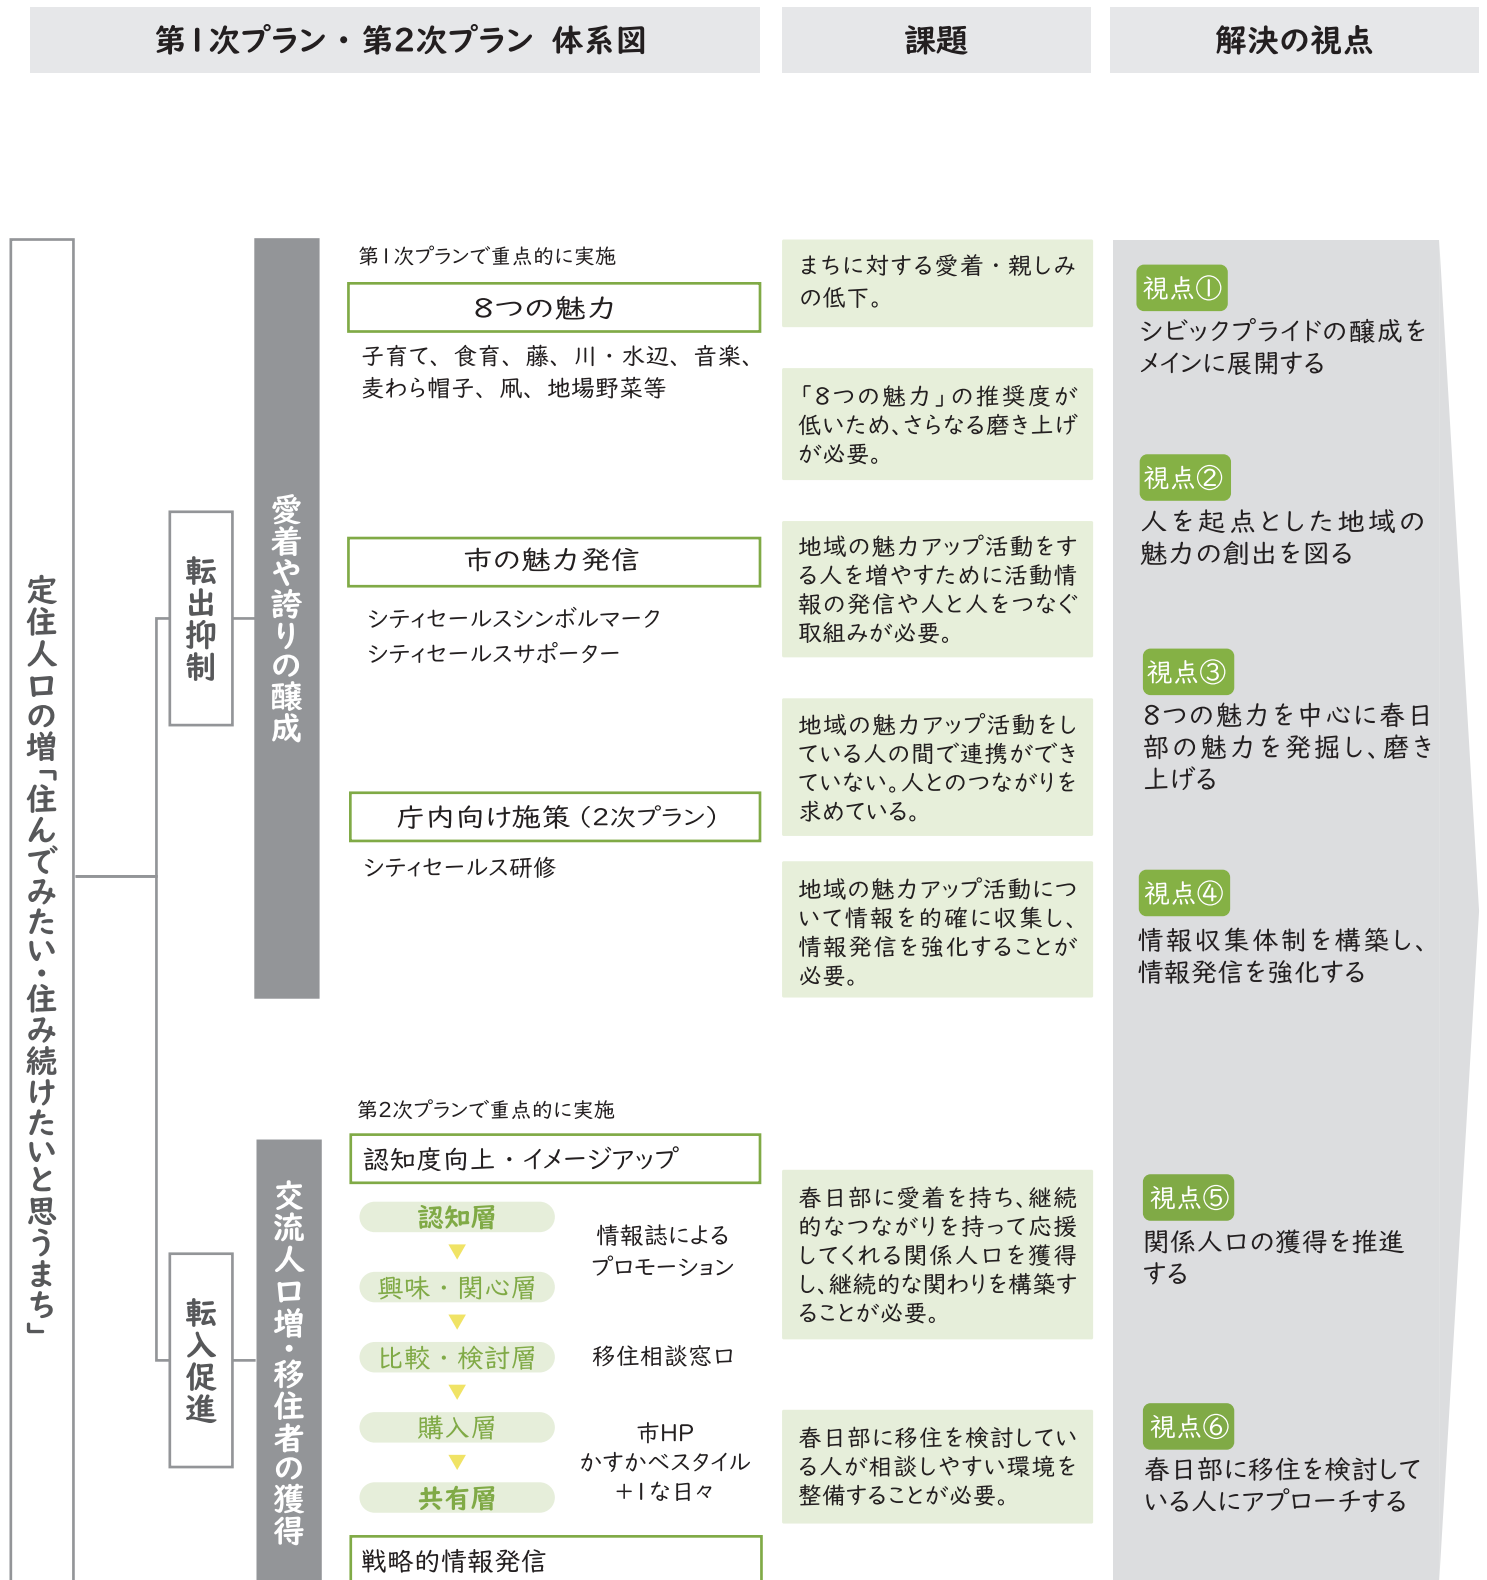 第1次プラン・第2次プラン 体系図
課題
解決の視点
定住人口の増「住んでみたい・住み続けたいと思うまち」
転出抑制
愛着や誇りの醸成
第1次プランで重点的に実施
8つの魅力
子育て、食育、藤、川・水辺、音楽、
麦わら帽子、凧、地場野菜等
市の魅力発信
シティセールスシンボルマーク
シティセールスサポーター
庁内向け施策（2次プラン）
シティセールス研修
まちに対する愛着・親しみ
の低下。
「8つの魅力」の推奨度が
低いため、さらなる磨き上げ
が必要。
地域の魅力アップ活動をす
る人を増やすために活動情
報の発信や人と人をつなぐ
取組みが必要。
地域の魅力アップ活動をし
ている人の間で連携ができ
ていない。人とのつながりを
求めている。
地域の魅力アップ活動につ
いて情報を的確に収集し、
情報発信を強化することが
必要。
視点①
シビックプライドの醸成を
メインに展開する
視点②
人を起点とした地域の
魅力の創出を図る
視点③
8つの魅力を中心に春日
部の魅力を発掘し、磨き
上げる
視点④
情報収集体制を構築し、
情報発信を強化する
転入促進
交流人口増・移住者の獲得
第2次プランで重点的に実施
認知度向上・イメージアップ
認知層
興味・関心層
比較・検討層
購入層
共有層
情報誌による
プロモーション
移住相談窓口
市HP
かすかべスタイル
＋1な日々
戦略的情報発信
春日部に愛着を持ち、継続
的なつながりを持って応援
してくれる関係人口を獲得
し、継続的な関わりを構築す
ることが必要。
春日部に移住を検討してい
る人が相談しやすい環境を
整備することが必要。
視点⑤
関係人口の獲得を推進
する
視点⑥
春日部に移住を検討して
いる人にアプローチする